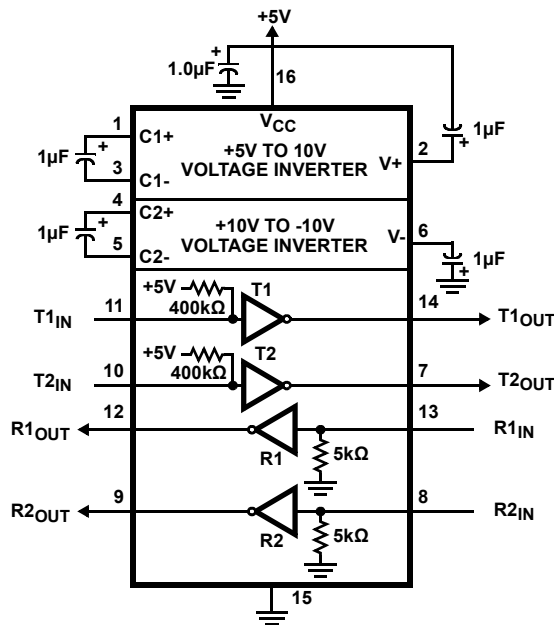 +5V
+
1.0µF
16
1
C1+
VCC
+
1µF
3
C1-
+5V TO 10V
VOLTAGE INVERTER
V+
2
1µF
+
4
C2+
+
1µF
5
C2-
+10V TO -10V
VOLTAGE INVERTER
V-
6
1µF
+
+5V
400kΩ
T1
T1IN
11
14
T1OUT
+5V
400kΩ
T2
T2IN
10
7
T2OUT
R1OUT
12
13
R1IN
R1
5kΩ
R2OUT
9
8
R2IN
R2
5kΩ
15